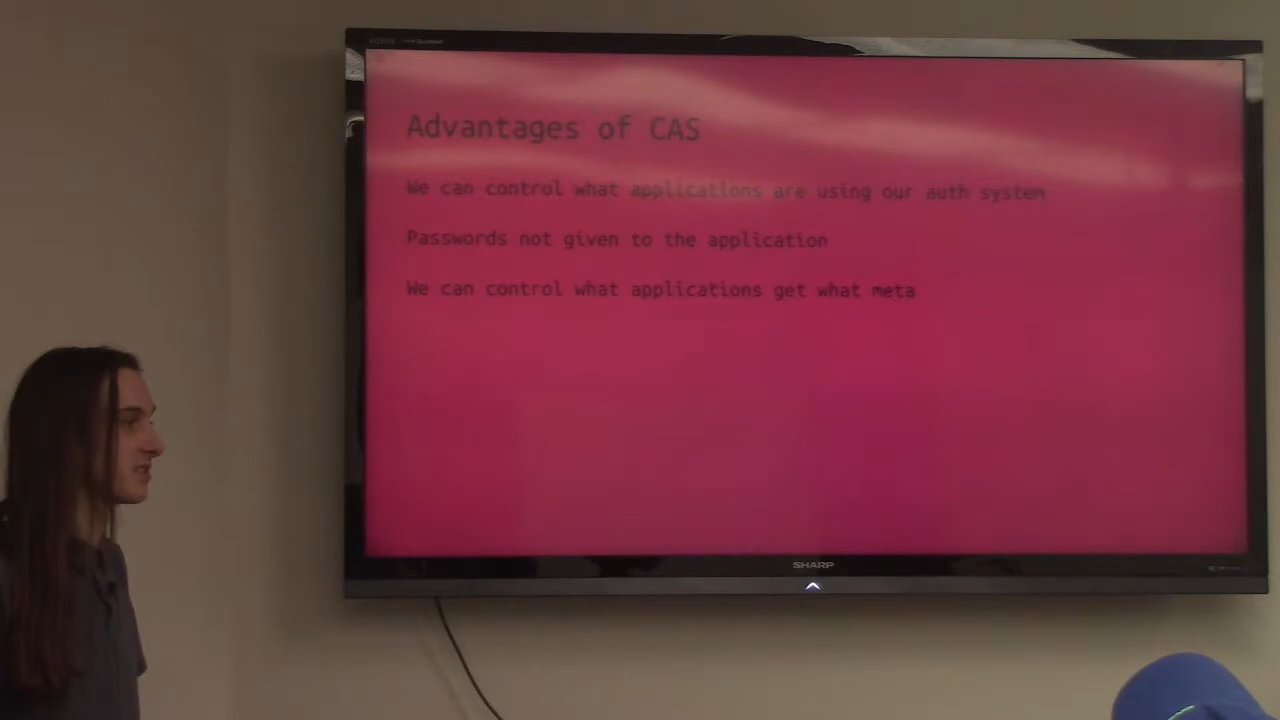 Advantages of CAS
We can control what applications are using our auth system
Passwords not given to the application
We can control what applications get what meta
SHARP